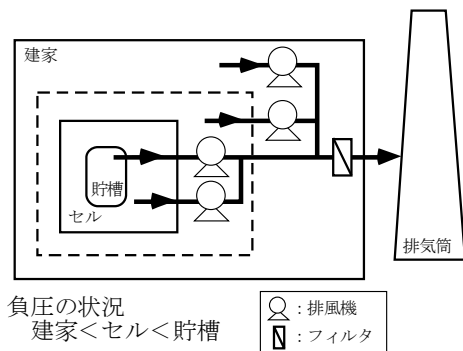 建家
貯槽
セル
排気筒
負圧の状況
建家＜セル＜貯槽
：排風機
：フィルタ